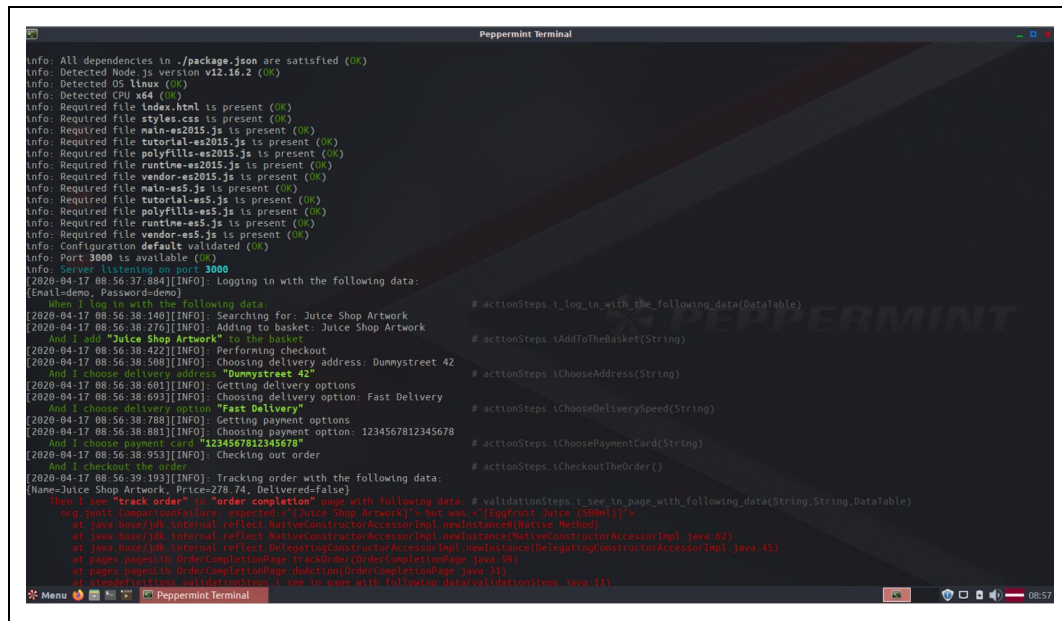 Peppermint Terminal
info: All dependencies in ./package.json are satisfied (OK)
info: Detected Node.js version v12.16.2 (OK)
info: Detected OS linux (OK)
info: Detected CPU x64 (OK)
info: Required file index.html is present (OK)
info: Required file styles.css is present (OK)
info: Required file main-es2015.js is present (OK)
info: Required file tutorial-es2015.js is present (OK)
info: Required file polyfills-es2015.js is present (OK)
info: Required file runtime-es2015.js is present (OK)
info: Required file vendor-es2015.js is present (OK)
info: Required file main-es5.js is present (OK)
info: Required file tutorial-es5.js is present (OK)
info: Required file polyfills-es5.js is present (OK)
info: Required file runtime-es5.js is present (OK)
info: Required file vendor-es5.js is present (OK)
info: Configuration default validated (OK)
info: Port 3000 is available (OK)
info: Server listening on port 3000
[2020-04-17 08:56:37:884][INFO]: Logging in with the following data:
{Email=demo, Password=demo}
When I log in with the following data: # actionSteps.i_log_in_with_the_following_data(DataTable)
[2020-04-17 08:56:38:140][INFO]: Searching for: Juice Shop Artwork
[2020-04-17 08:56:38:276][INFO]: Adding to basket: Juice Shop Artwork
PEPPERMINT
And I add "Juice Shop Artwork" to the basket # actionSteps.iAddToTheBasket(String)
[2020-04-17 08:56:38:422][INFO]: Performing checkout
[2020-04-17 08:56:38:508][INFO]: Choosing delivery address: Dummystreet 42
And I choose delivery address "Dummystreet 42" # actionSteps.iChooseAddress(String)
[2020-04-17 08:56:38:601][INFO]: Getting delivery options
[2020-04-17 08:56:38:693][INFO]: Choosing delivery option: Fast Delivery
And I choose delivery option "Fast Delivery" # actionSteps.iChooseDeliverySpeed(String)
[2020-04-17 08:56:38:788][INFO]: Getting payment options
[2020-04-17 08:56:38:881][INFO]: Choosing payment option: 1234567812345678
And I choose payment card "1234567812345678" # actionSteps.iChoosePaymentCard(String)
[2020-04-17 08:56:38:953][INFO]: Checking out order
And I checkout the order # actionSteps.iCheckoutTheOrder()
[2020-04-17 08:56:39:193][INFO]: Tracking order with the following data:
{Name=Juice Shop Artwork, Price=278.74, Delivered=false}
Then I see "track order" in "order completion" page with following data: # validationSteps.i_see_in_page_with_following_data(String,String,DataTable)
org.junit.ComparisonFailure: expected:<"[Juice Shop Artwork]"> but was:<"[Eggfruit Juice (500ml)]">
at java.base/jdk.internal.reflect.NativeConstructorAccessorImpl.newInstance0(Native Method)
at java.base/jdk.internal.reflect.NativeConstructorAccessorImpl.newInstance(NativeConstructorAccessorImpl.java:62)
at java.base/jdk.internal.reflect.DelegatingConstructorAccessorImpl.newInstance(DelegatingConstructorAccessorImpl.java:45)
at pages.pagesLib.OrderCompletionPage.trackOrder(OrderCompletionPage.java:59)
at pages.pagesLib.OrderCompletionPage.doAction(OrderCompletionPage.java:31)
at stepdefinitions.validationSteps.i_see_in_page_with_following_data(validationSteps.java:11)
Menu Peppermint Terminal 08:57